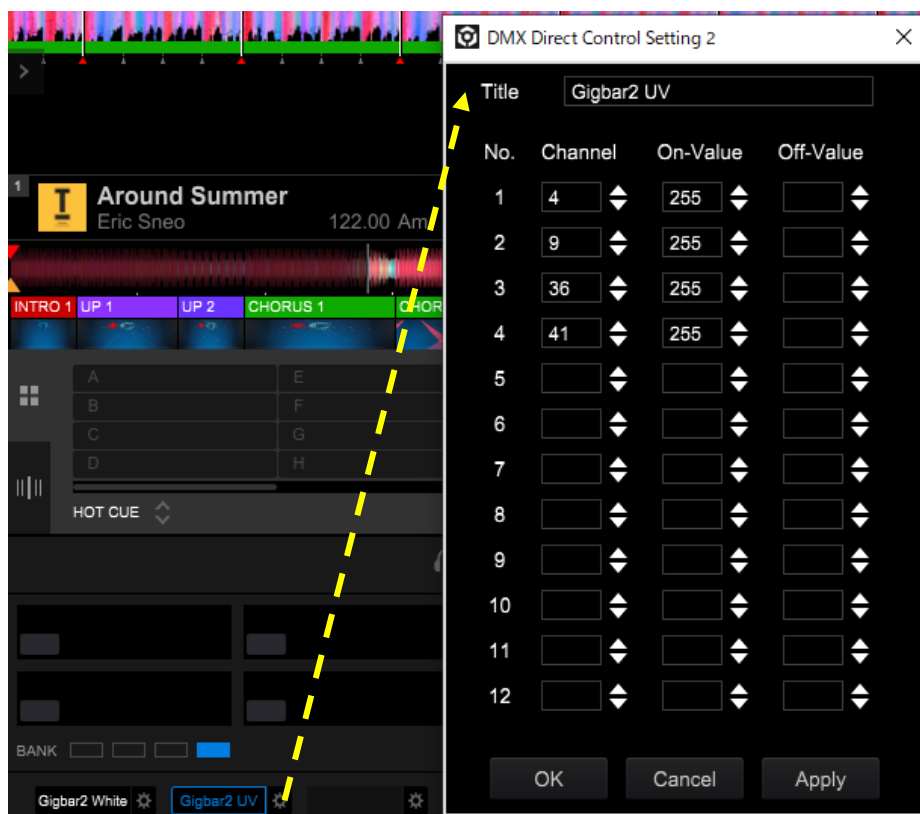 DMX Direct Control Setting 2
Title Gigbar2 UV
No. Channel On-Value Off-Value
1 4 255
2 9 255
3 36 255
4 41 255
5
6
7
8
9
10
11
12
OK Cancel Apply
1
Around Summer
Eric Sneo 122.00 Am
INTRO 1 UP 1 UP 2 CHORUS 1 CHOR
A E
B F
C G
D H
HOT CUE
BANK
Gigbar2 White Gigbar2 UV